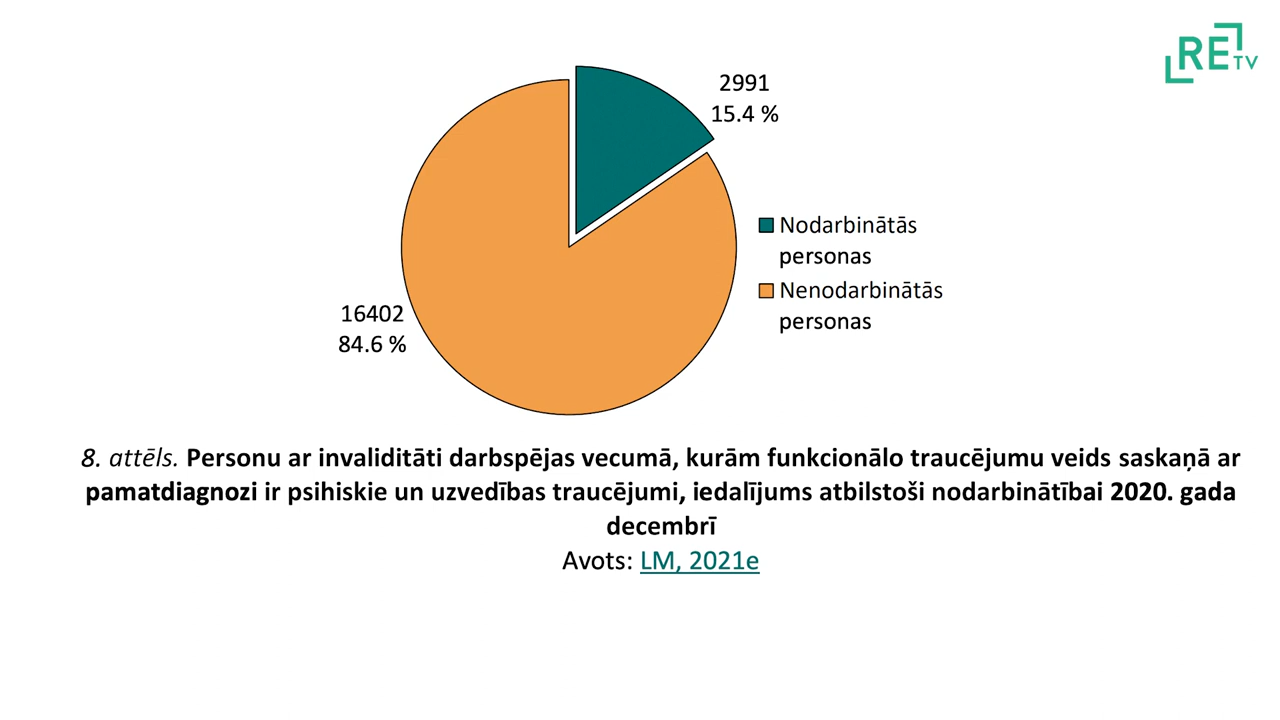 RE TV
2991
15.4 %
Nodarbinātās
personas
Nenodarbinātās
personas
16402
84.6 %
8. attēls. Personu ar invaliditāti darbspējas vecumā, kurām funkcionālo traucējumu veids saskaņā ar
pamatdiagnozi ir psihiskie un uzvedības traucējumi, iedalījums atbilstoši nodarbinātībai 2020. gada
decembrī
Avots: LM, 2021e